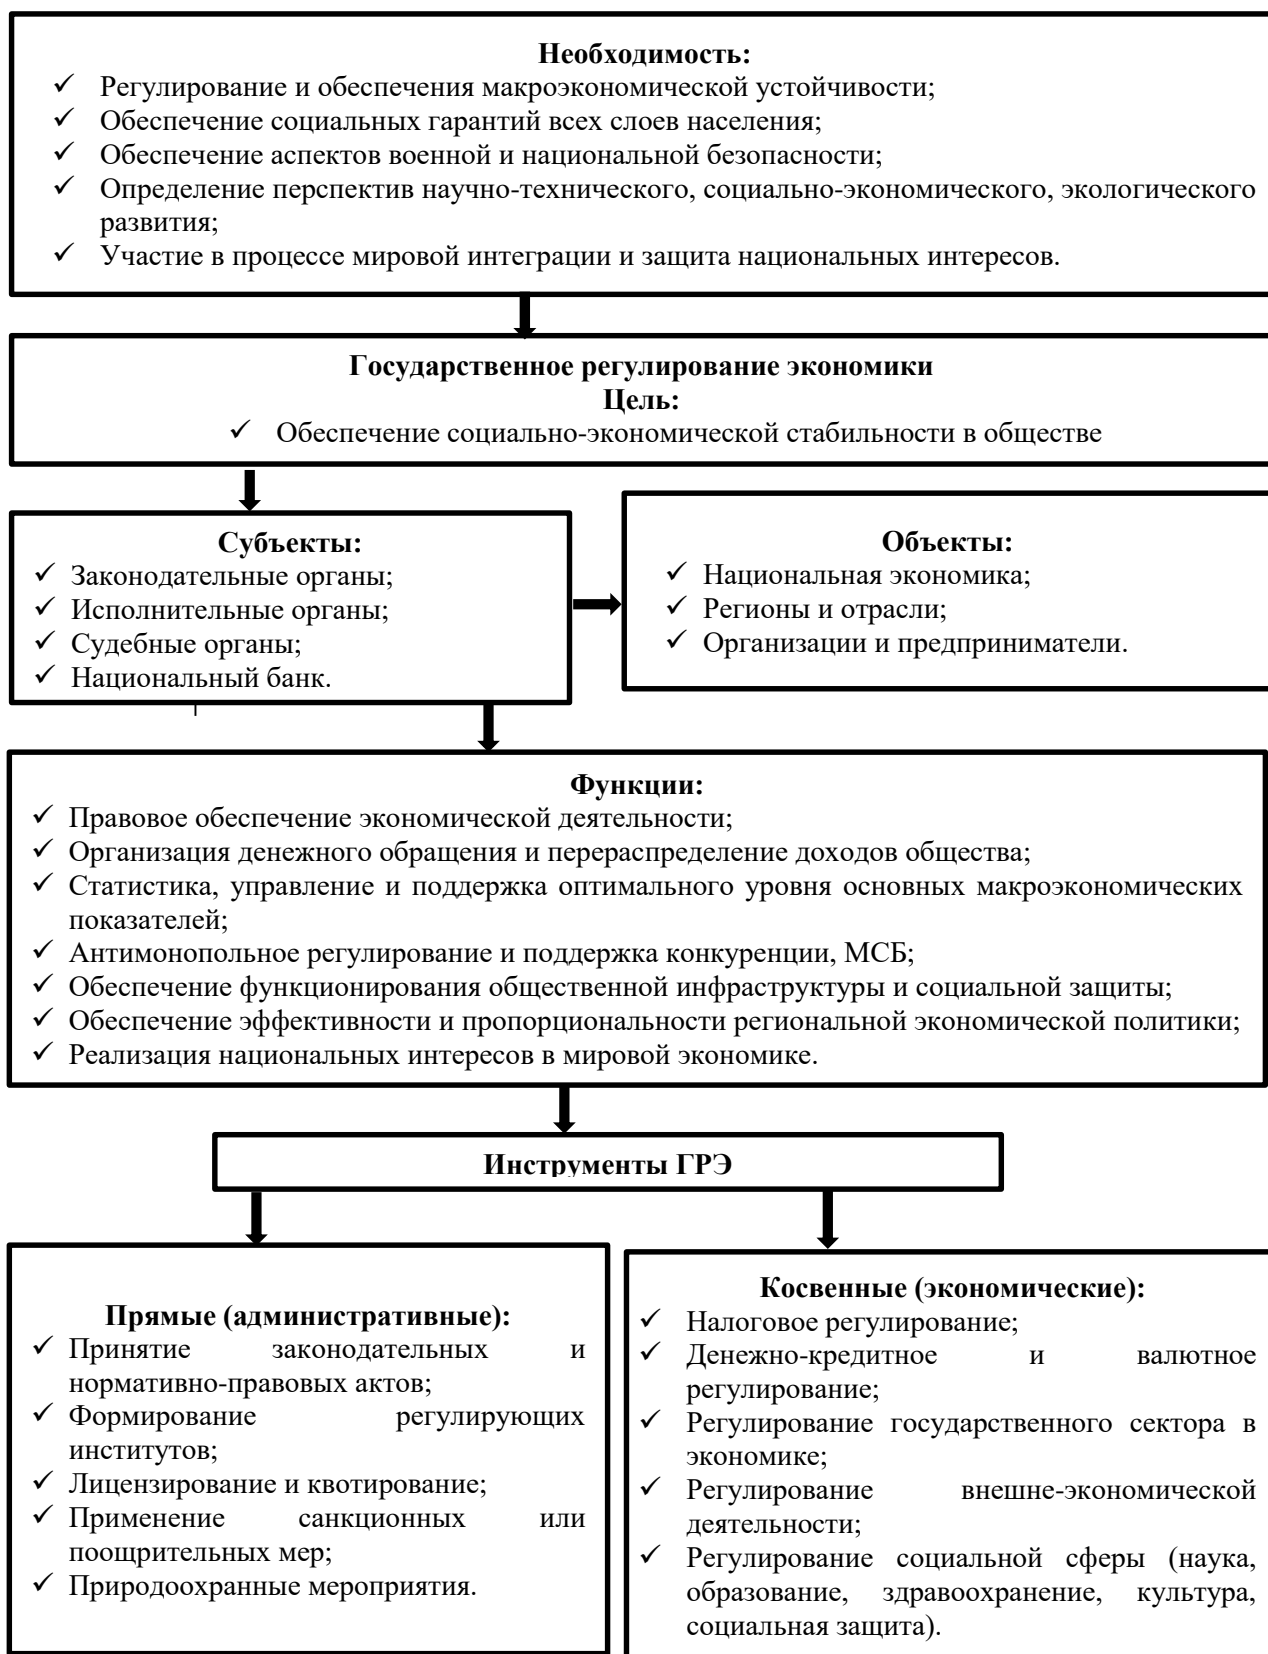 Необходимость:
✓ Регулирование и обеспечения макроэкономической устойчивости;
✓ Обеспечение социальных гарантий всех слоев населения;
✓ Обеспечение аспектов военной и национальной безопасности;
✓ Определение перспектив научно-технического, социально-экономического, экологического
развития;
✓ Участие в процессе мировой интеграции и защита национальных интересов.
Государственное регулирование экономики
Цель:
✓ Обеспечение социально-экономической стабильности в обществе
Субъекты:
✓ Законодательные органы;
✓ Исполнительные органы;
✓ Судебные органы;
✓ Национальный банк.
Объекты:
✓ Национальная экономика;
✓ Регионы и отрасли;
✓ Организации и предприниматели.
Функции:
✓ Правовое обеспечение экономической деятельности;
✓ Организация денежного обращения и перераспределение доходов общества;
✓ Статистика, управление и поддержка оптимального уровня основных макроэкономических
показателей;
✓ Антимонопольное регулирование и поддержка конкуренции, МСБ;
✓ Обеспечение функционирования общественной инфраструктуры и социальной защиты;
✓ Обеспечение эффективности и пропорциональности региональной экономической политики;
✓ Реализация национальных интересов в мировой экономике.
Инструменты ГРЭ
Прямые (административные):
✓ Принятие законодательных и
нормативно-правовых актов;
✓ Формирование регулирующих
институтов;
✓ Лицензирование и квотирование;
✓ Применение санкционных или
поощрительных мер;
✓ Природоохранные мероприятия.
Косвенные (экономические):
✓ Налоговое регулирование;
✓ Денежно-кредитное и валютное
регулирование;
✓ Регулирование государственного сектора в
экономике;
✓ Регулирование внешне-экономической
деятельности;
✓ Регулирование социальной сферы (наука,
образование, здравоохранение, культура,
социальная защита).